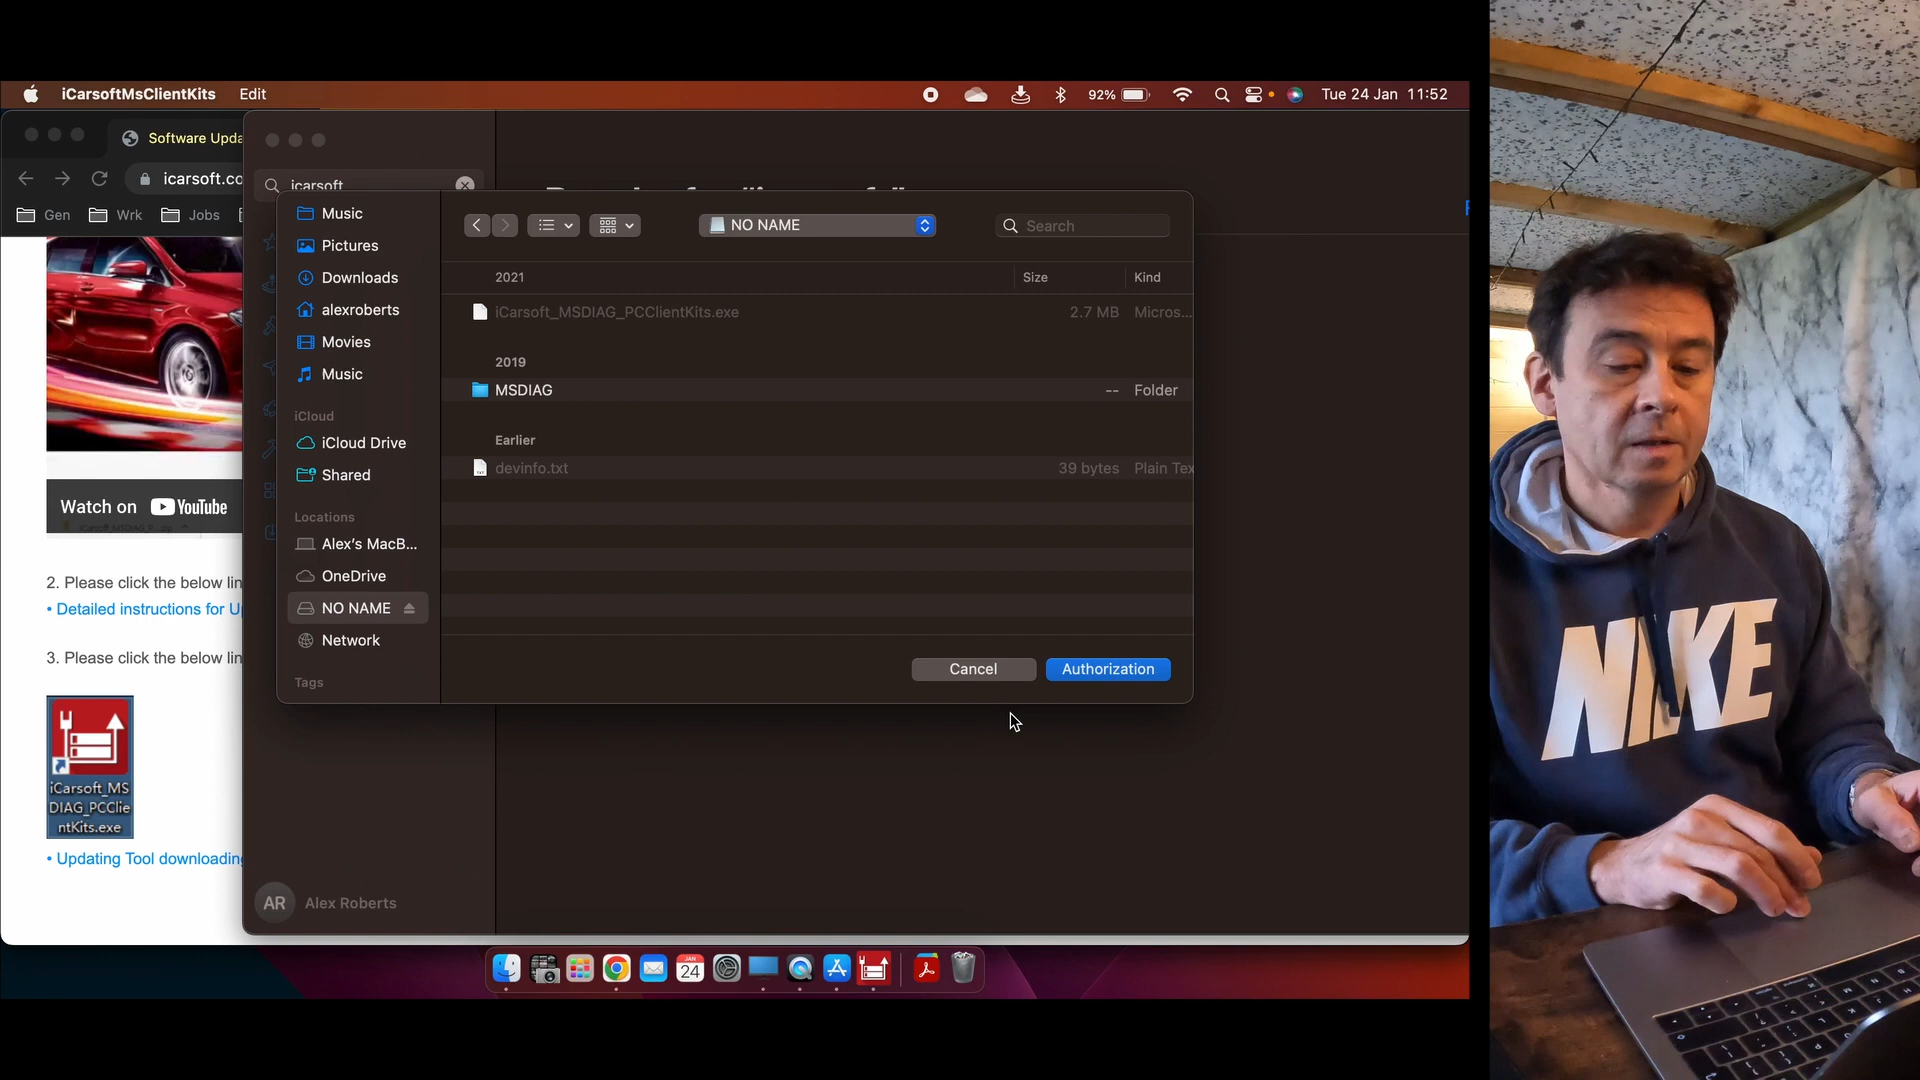 iCarsoftMsClientKits Edit
92% Tue 24 Jan 11:52
Software Upda
icarsoft.co
Gen Wrk Jobs
icarsoft
Music
Pictures
Downloads
alexroberts
Movies
Music
iCloud
iCloud Drive
Shared
Locations
Alex's MacB...
OneDrive
NO NAME
Network
Tags
NO NAME
Search
2021 Size Kind
iCarsoft_MSDIAG_PCClientKits.exe 2.7 MB Micros...
2019
MSDIAG -- Folder
Earlier
devinfo.txt 39 bytes Plain Tex
Cancel Authorization
Watch on YouTube
2. Please click the below lin
• Detailed instructions for U
3. Please click the below lin
iCarsoft_MS
DIAG_PCClie
ntKits.exe
• Updating Tool downloading
AR Alex Roberts
JAN
24
NIKE